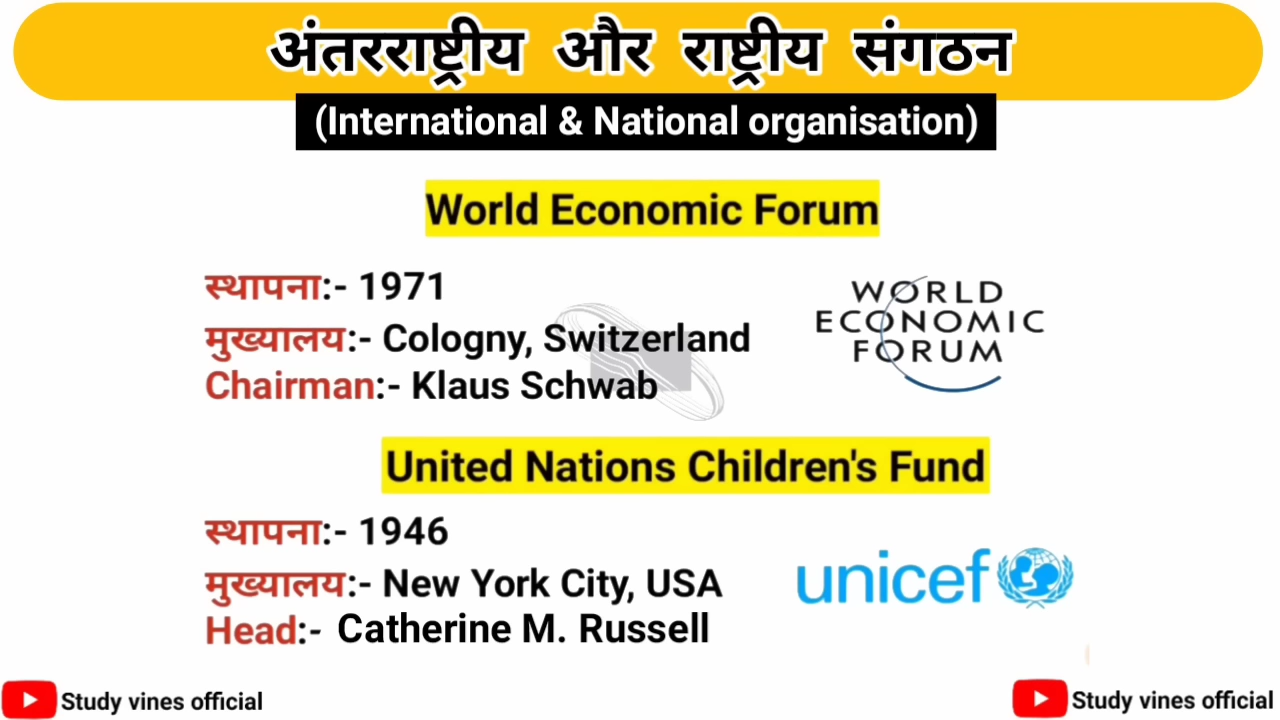 अंतरराष्ट्रीय और राष्ट्रीय संगठन
(International & National organisation)
World Economic Forum
स्थापना:- 1971
मुख्यालय:- Cologny, Switzerland
Chairman:- Klaus Schwab
WORLD
ECONOMIC
FORUM
United Nations Children's Fund
स्थापना:- 1946
मुख्यालय:- New York City, USA
Head:- Catherine M. Russell
unicef
Study vines official
Study vines official